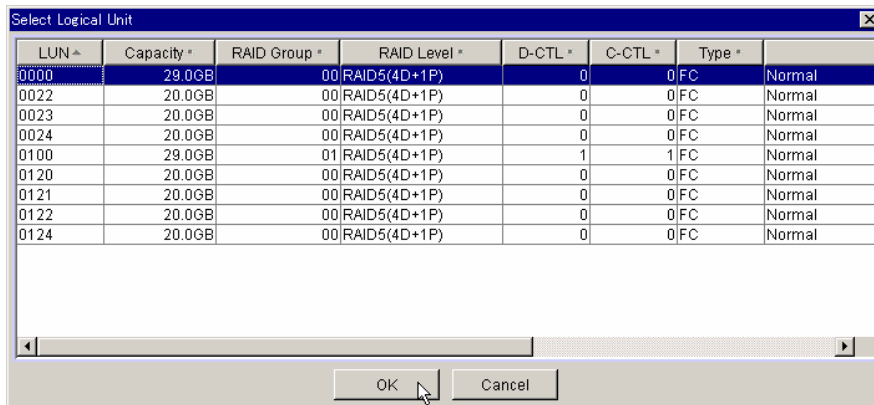 Select Logical Unit
LUN Capacity RAID Group RAID Level D-CTL C-CTL Type
0000 29.0GB 00 RAID5(4D+1P) 0 0 FC Normal
0022 20.0GB 00 RAID5(4D+1P) 0 0 FC Normal
0023 20.0GB 00 RAID5(4D+1P) 0 0 FC Normal
0024 20.0GB 00 RAID5(4D+1P) 0 0 FC Normal
0100 29.0GB 01 RAID5(4D+1P) 1 1 FC Normal
0120 20.0GB 00 RAID5(4D+1P) 0 0 FC Normal
0121 20.0GB 00 RAID5(4D+1P) 0 0 FC Normal
0122 20.0GB 00 RAID5(4D+1P) 0 0 FC Normal
0124 20.0GB 00 RAID5(4D+1P) 0 0 FC Normal
OK Cancel